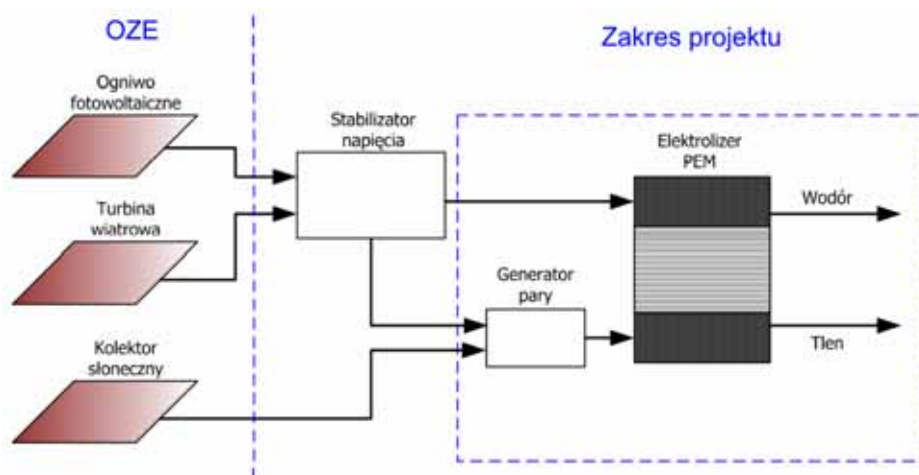 OZE
Zakres projektu
Ogniwo
fotowoltaiczne
Stabilizator
napięcia
Elektrolizer
PEM
Wodór
Turbina
wiatrowa
Generator
pary
Tlen
Kolektor
słoneczny